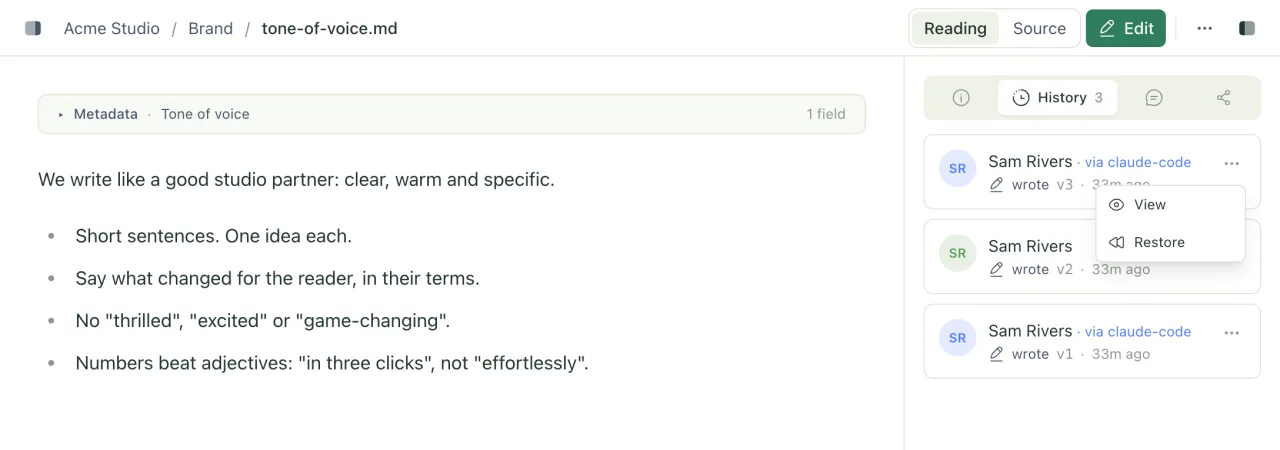 Acme Studio / Brand / tone-of-voice.md
Reading Source Edit
Metadata · Tone of voice 1 field
We write like a good studio partner: clear, warm and specific.
• Short sentences. One idea each.
• Say what changed for the reader, in their terms.
• No "thrilled", "excited" or "game-changing".
• Numbers beat adjectives: "in three clicks", not "effortlessly".
History 3
SR Sam Rivers · via claude-code
wrote v3 · 33m ago
View
Restore
SR Sam Rivers
wrote v2 · 33m ago
SR Sam Rivers · via claude-code
wrote v1 · 33m ago